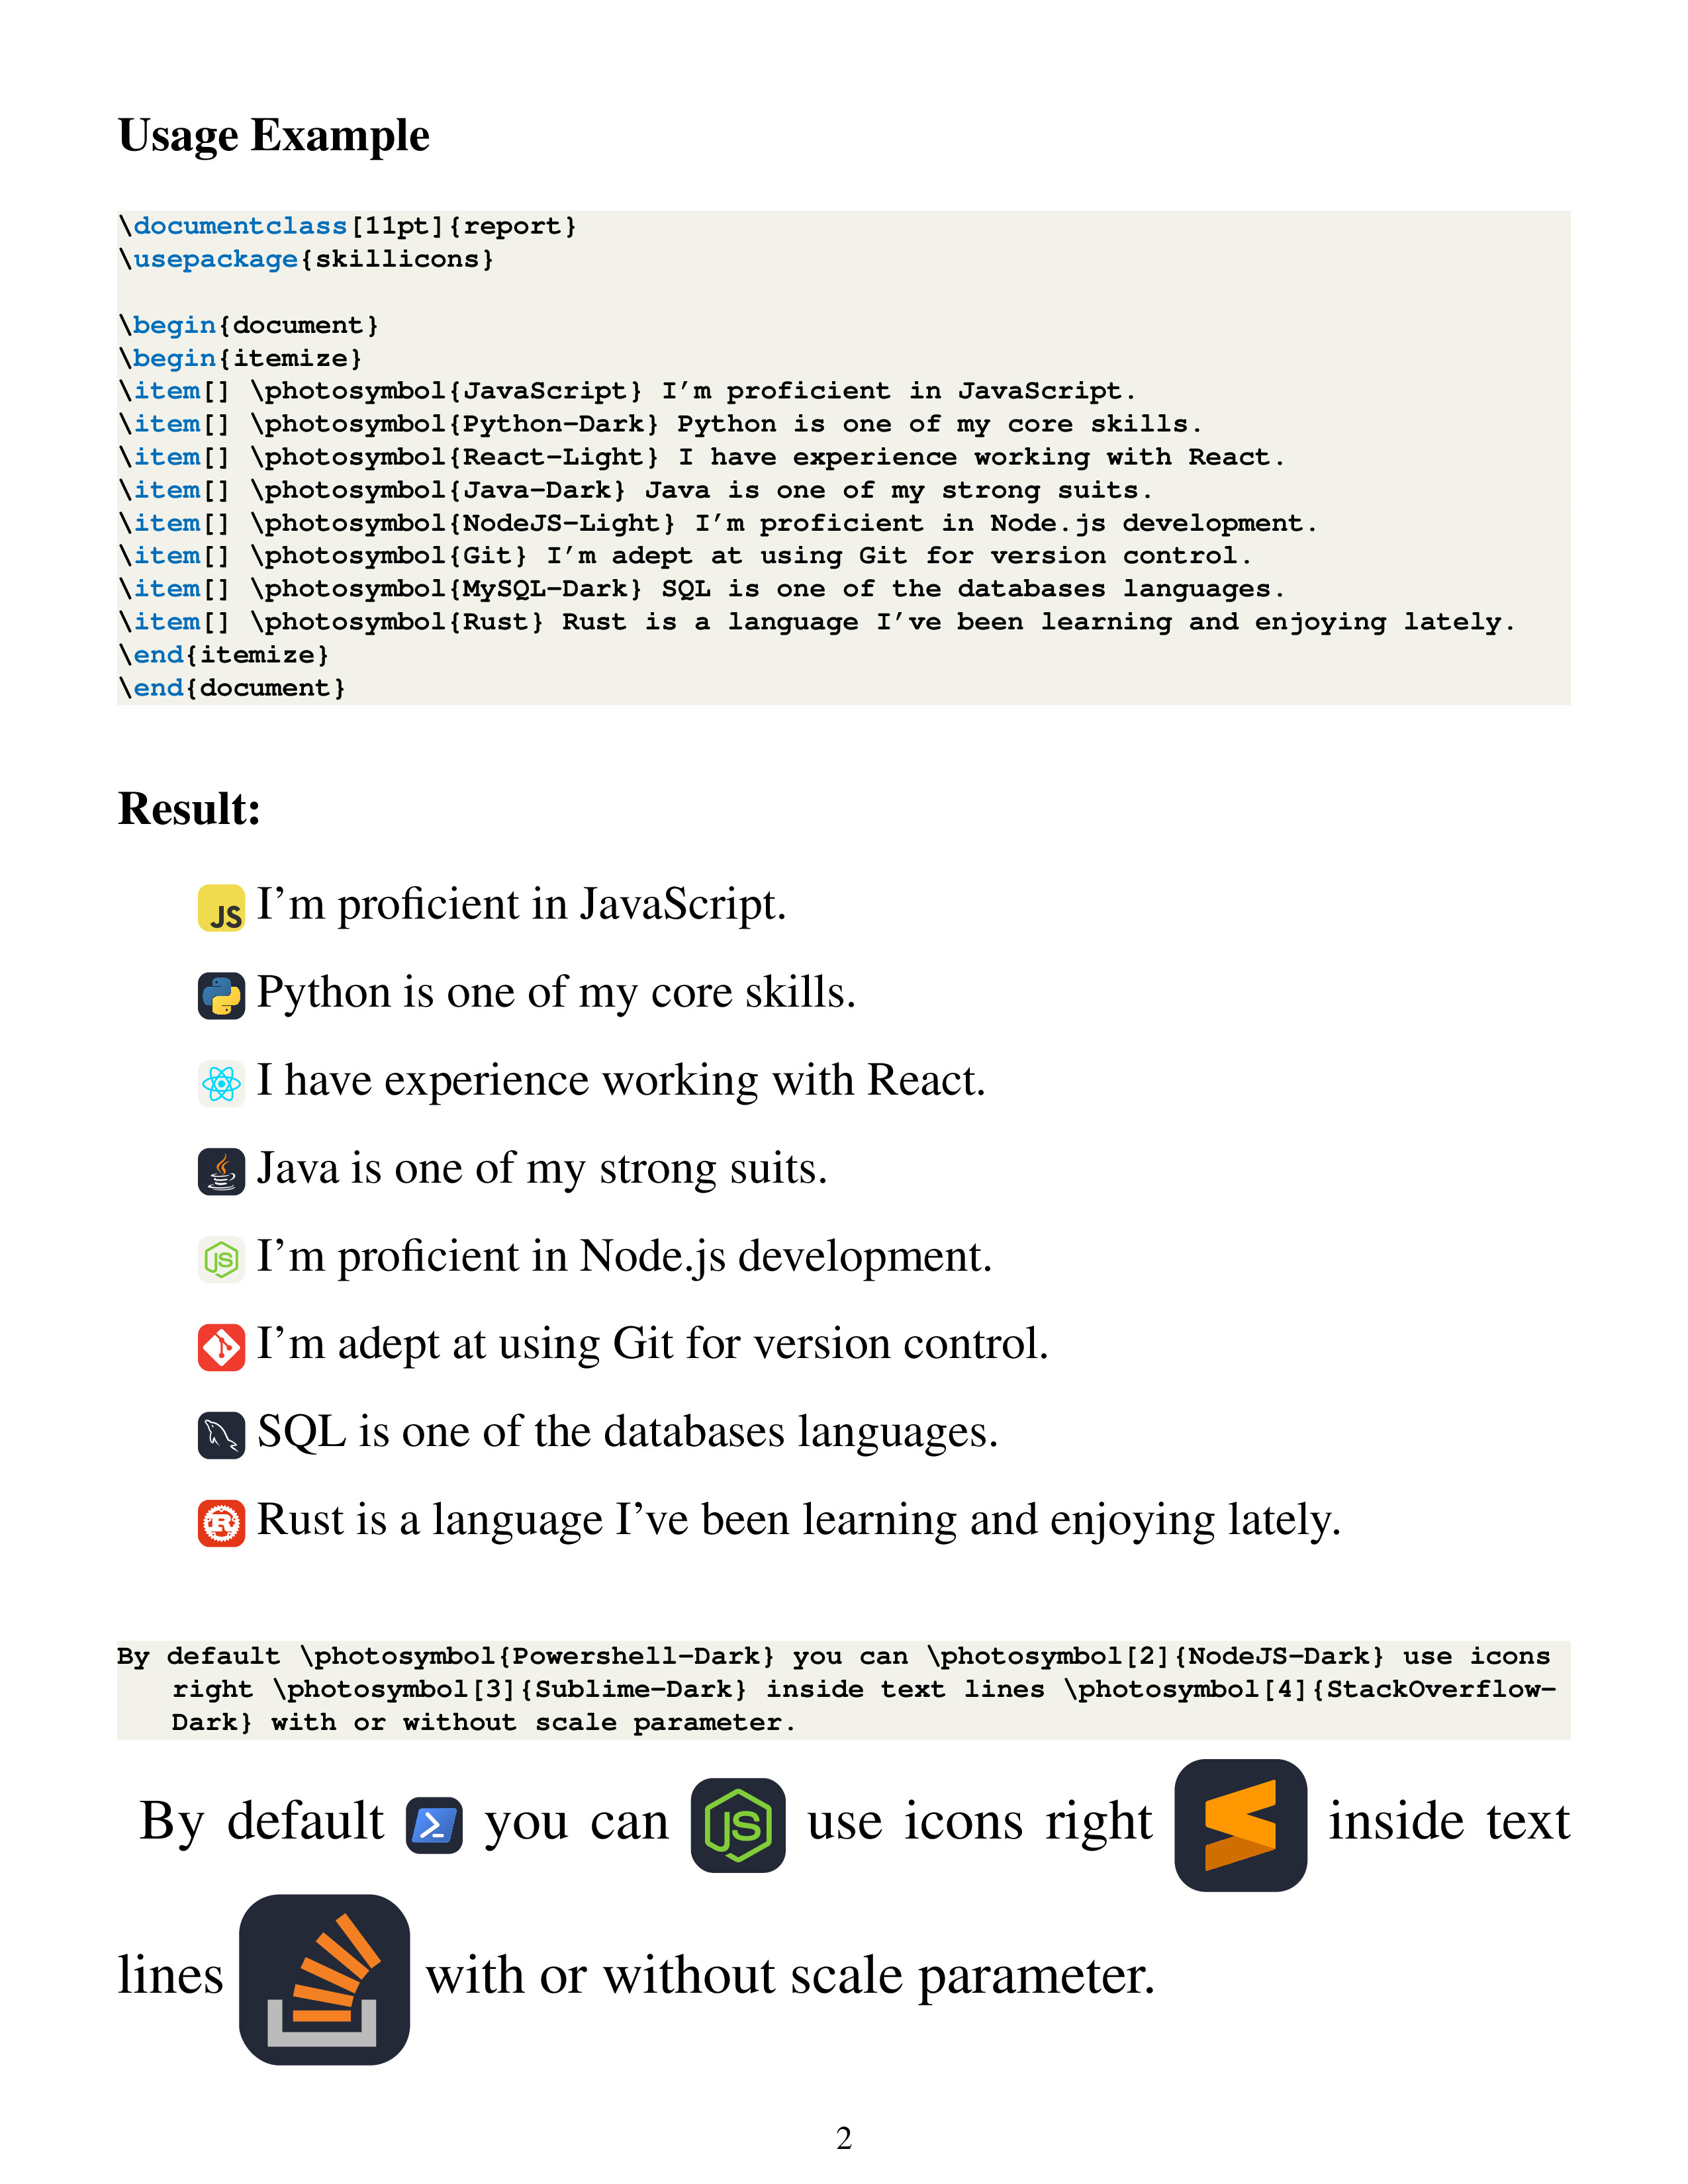 Usage Example
\documentclass[11pt]{report}
\usepackage{skillicons}
\begin{document}
\begin{itemize}
\item[] \photosymbol{JavaScript} I’m proficient in JavaScript.
\item[] \photosymbol{Python-Dark} Python is one of my core skills.
\item[] \photosymbol{React-Light} I have experience working with React.
\item[] \photosymbol{Java-Dark} Java is one of my strong suits.
\item[] \photosymbol{NodeJS-Light} I’m proficient in Node.js development.
\item[] \photosymbol{Git} I’m adept at using Git for version control.
\item[] \photosymbol{MySQL-Dark} SQL is one of the databases languages.
\item[] \photosymbol{Rust} Rust is a language I’ve been learning and enjoying lately.
\end{itemize}
\end{document}
Result:
JS I’m proficient in JavaScript.
Python is one of my core skills.
I have experience working with React.
Java is one of my strong suits.
JS I’m proficient in Node.js development.
I’m adept at using Git for version control.
SQL is one of the databases languages.
R Rust is a language I’ve been learning and enjoying lately.
By default \photosymbol{Powershell-Dark} you can \photosymbol[2]{NodeJS-Dark} use icons
right \photosymbol[3]{Sublime-Dark} inside text lines \photosymbol[4]{StackOverflow-
Dark} with or without scale parameter.
By default you can JS use icons right inside text
lines with or without scale parameter.
2